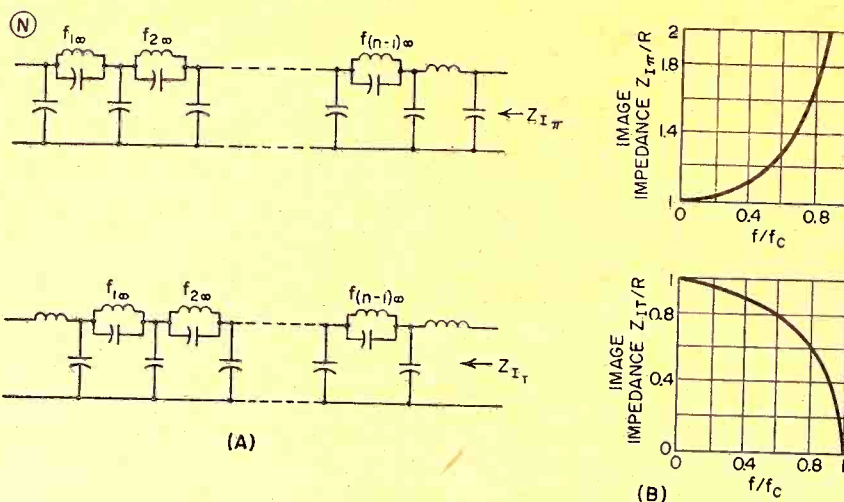 N
f1∞ f2∞ f(n-1)∞
ZIπ
f1∞ f2∞ f(n-1)∞
ZIT
(A)
IMAGE
IMPEDANCE ZIπ/R
2
1.8
1.4
1
0 0.4 0.8
f/fC
IMAGE
IMPEDANCE ZIT/R
1
0.8
0.4
0
0 0.4 0.8 1
f/fC
(B)